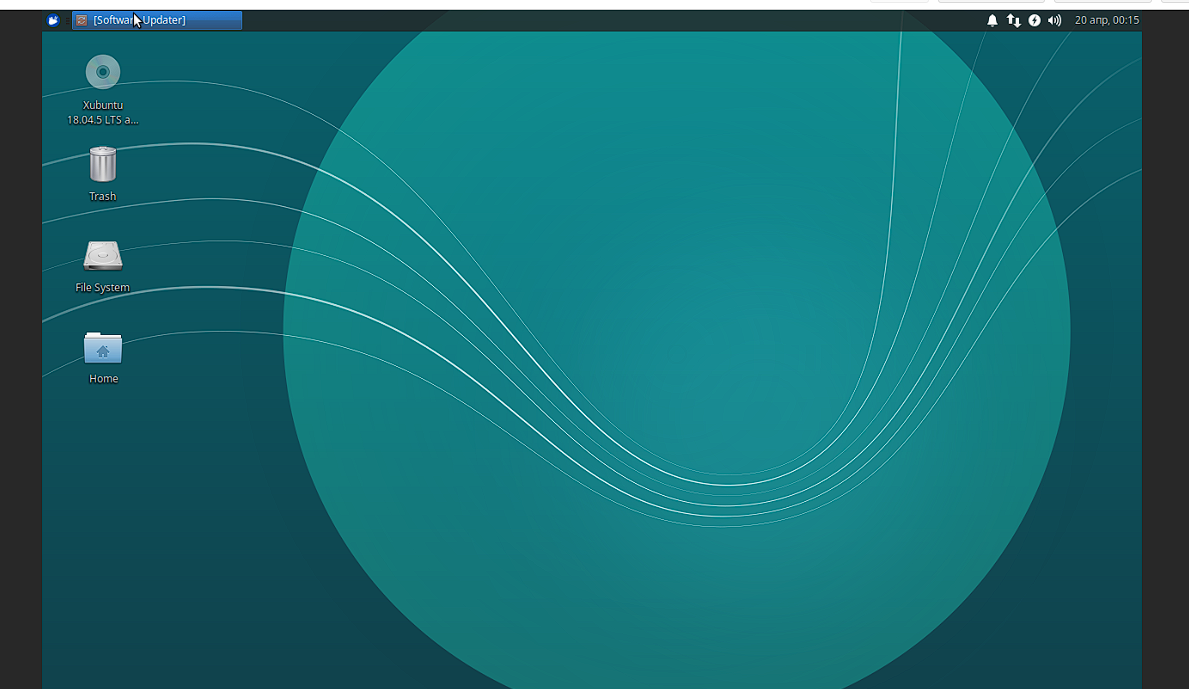 [Software Updater]
20 апр, 00:15
Xubuntu
18.04.5 LTS a...
Trash
File System
Home